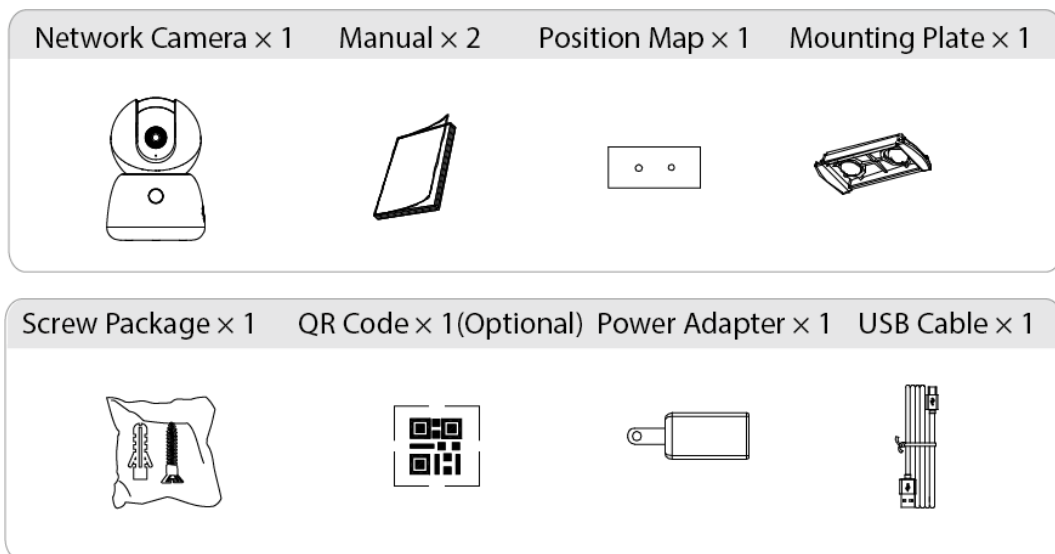 Network Camera × 1 Manual × 2 Position Map × 1 Mounting Plate × 1
Screw Package × 1 QR Code × 1(Optional) Power Adapter × 1 USB Cable × 1